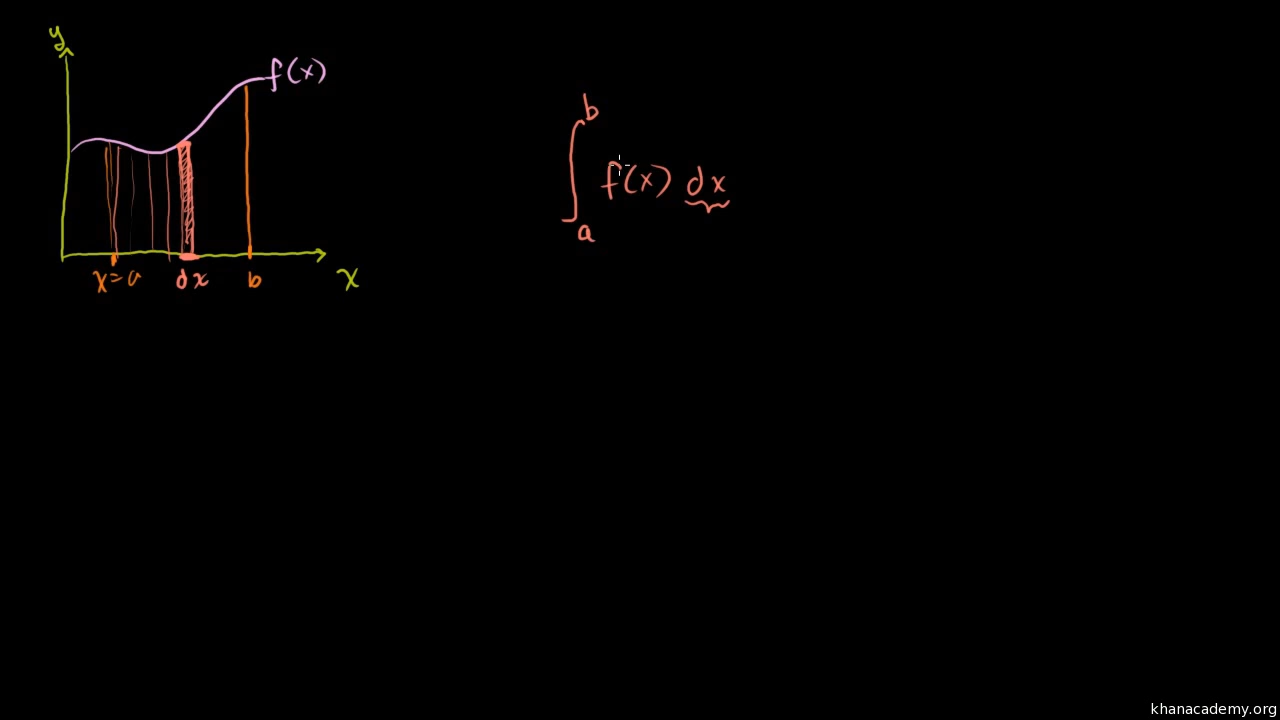 y
f(x)
x=a
dx
b
x
b
∫ f(x) dx
a
khanacademy.org